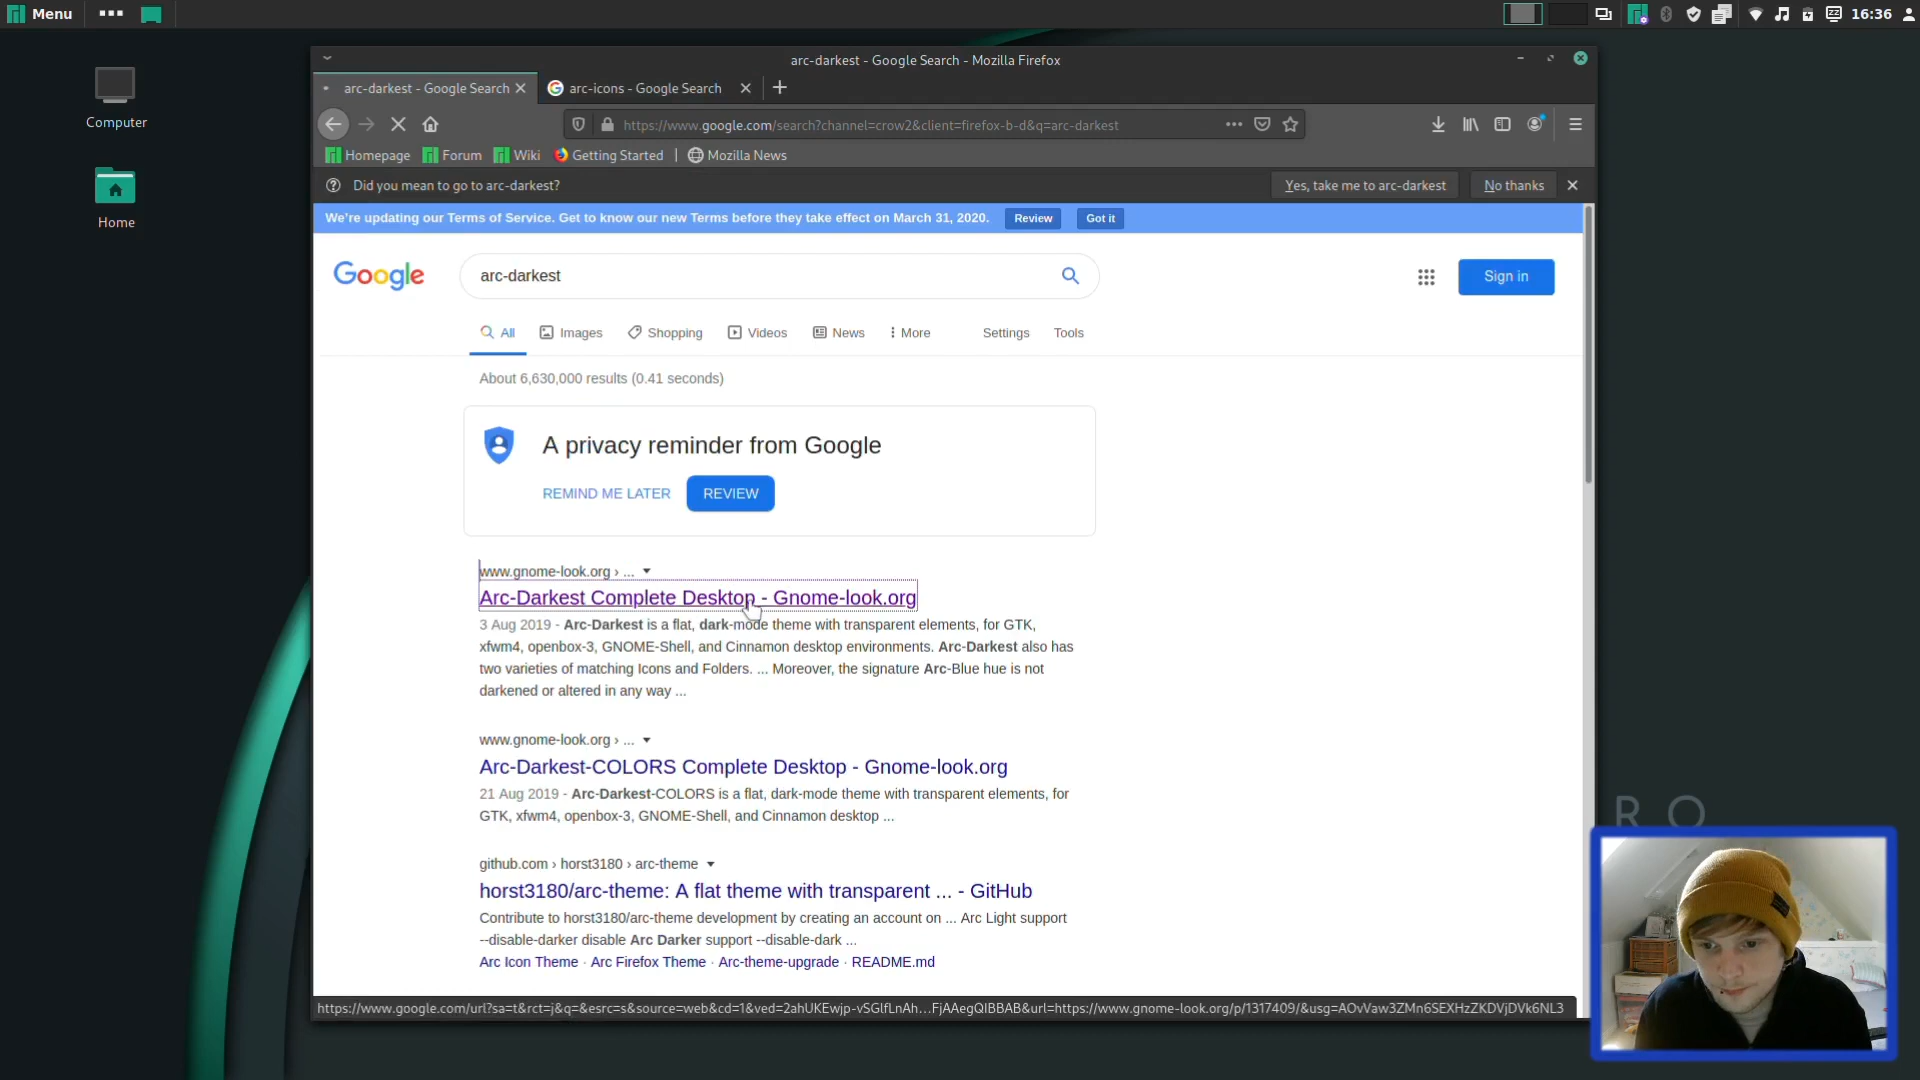 Menu
16:36
Computer
Home
arc-darkest - Google Search - Mozilla Firefox
arc-darkest - Google Search
arc-icons - Google Search
https://www.google.com/search?channel=crow2&client=firefox-b-d&q=arc-darkest
Homepage
Forum
Wiki
Getting Started
Mozilla News
Did you mean to go to arc-darkest?
Yes, take me to arc-darkest
No thanks
We're updating our Terms of Service. Get to know our new Terms before they take effect on March 31, 2020.
Review
Got it
Google
arc-darkest
Sign in
All
Images
Shopping
Videos
News
More
Settings
Tools
About 6,630,000 results (0.41 seconds)
A privacy reminder from Google
REMIND ME LATER
REVIEW
www.gnome-look.org › ...
Arc-Darkest Complete Desktop - Gnome-look.org
3 Aug 2019 - Arc-Darkest is a flat, dark-mode theme with transparent elements, for GTK,
xfwm4, openbox-3, GNOME-Shell, and Cinnamon desktop environments. Arc-Darkest also has
two varieties of matching Icons and Folders. ... Moreover, the signature Arc-Blue hue is not
darkened or altered in any way ...
www.gnome-look.org › ...
Arc-Darkest-COLORS Complete Desktop - Gnome-look.org
21 Aug 2019 - Arc-Darkest-COLORS is a flat, dark-mode theme with transparent elements, for
GTK, xfwm4, openbox-3, GNOME-Shell, and Cinnamon desktop ...
R O
github.com › horst3180 › arc-theme
horst3180/arc-theme: A flat theme with transparent ... - GitHub
Contribute to horst3180/arc-theme development by creating an account on ... Arc Light support
--disable-darker disable Arc Darker support --disable-dark ...
Arc Icon Theme · Arc Firefox Theme · Arc-theme-upgrade · README.md
https://www.google.com/url?sa=t&rct=j&q=&esrc=s&source=web&cd=1&ved=2ahUKEwjp-vSGlfLnAh…FjAAegQIBBAB&url=https://www.gnome-look.org/p/1317409/&usg=AOvVaw3ZMn6SEXHzZKDVjDVk6NL3